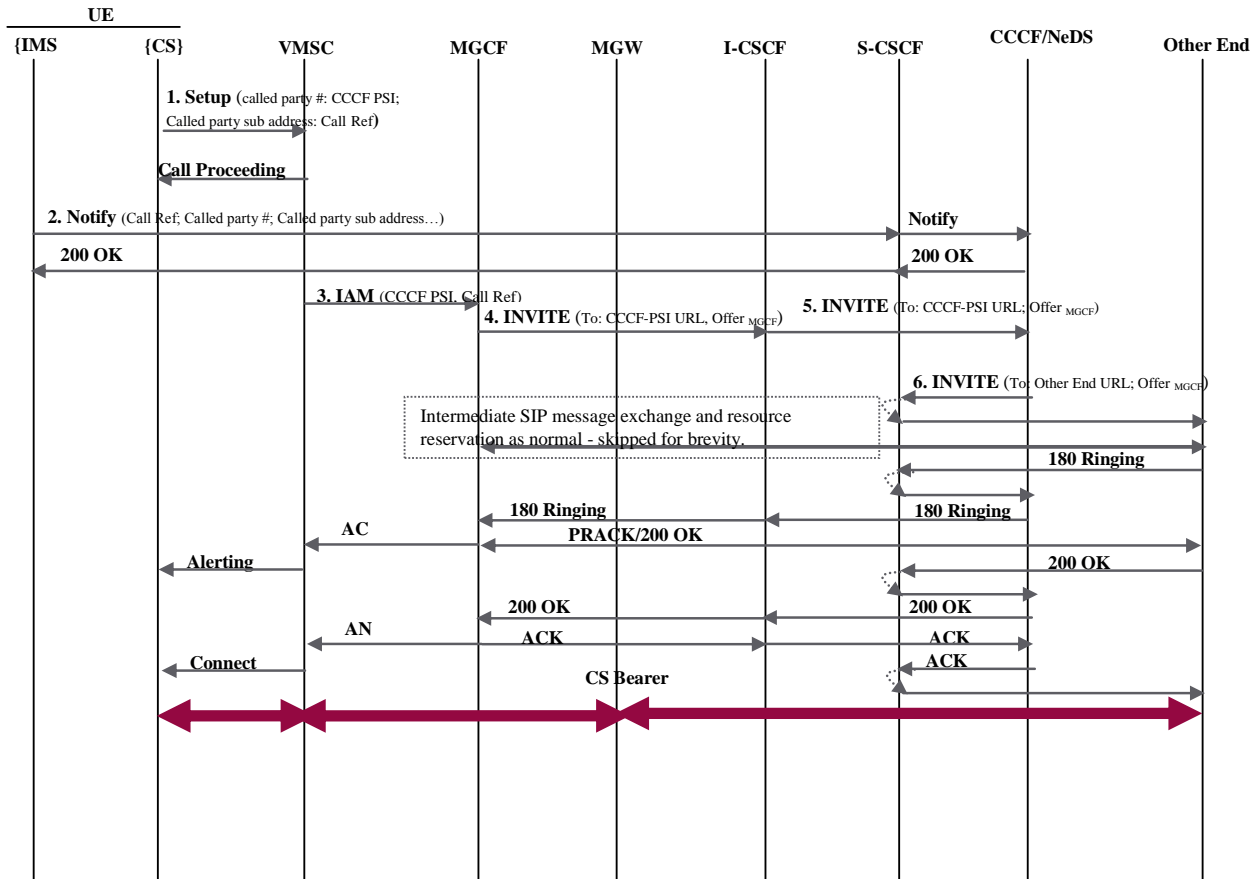 UE
{IMS {CS} VMSC MGCF MGW I-CSCF S-CSCF CCCF/NeDS Other End
1. Setup (called party #: CCCF PSI;
Called party sub address: Call Ref)
Call Proceeding
2. Notify (Call Ref; Called party #; Called party sub address…) Notify
200 OK 200 OK
3. IAM (CCCF PSI. Call Ref)
4. INVITE (To: CCCF-PSI URL, Offer MGCF) 5. INVITE (To: CCCF-PSI URL; Offer MGCF)
6. INVITE (To: Other End URL; Offer MGCF)
Intermediate SIP message exchange and resource
reservation as normal - skipped for brevity.
180 Ringing
180 Ringing 180 Ringing
AC PRACK/200 OK
Alerting 200 OK
200 OK 200 OK
AN ACK ACK
Connect ACK
CS Bearer